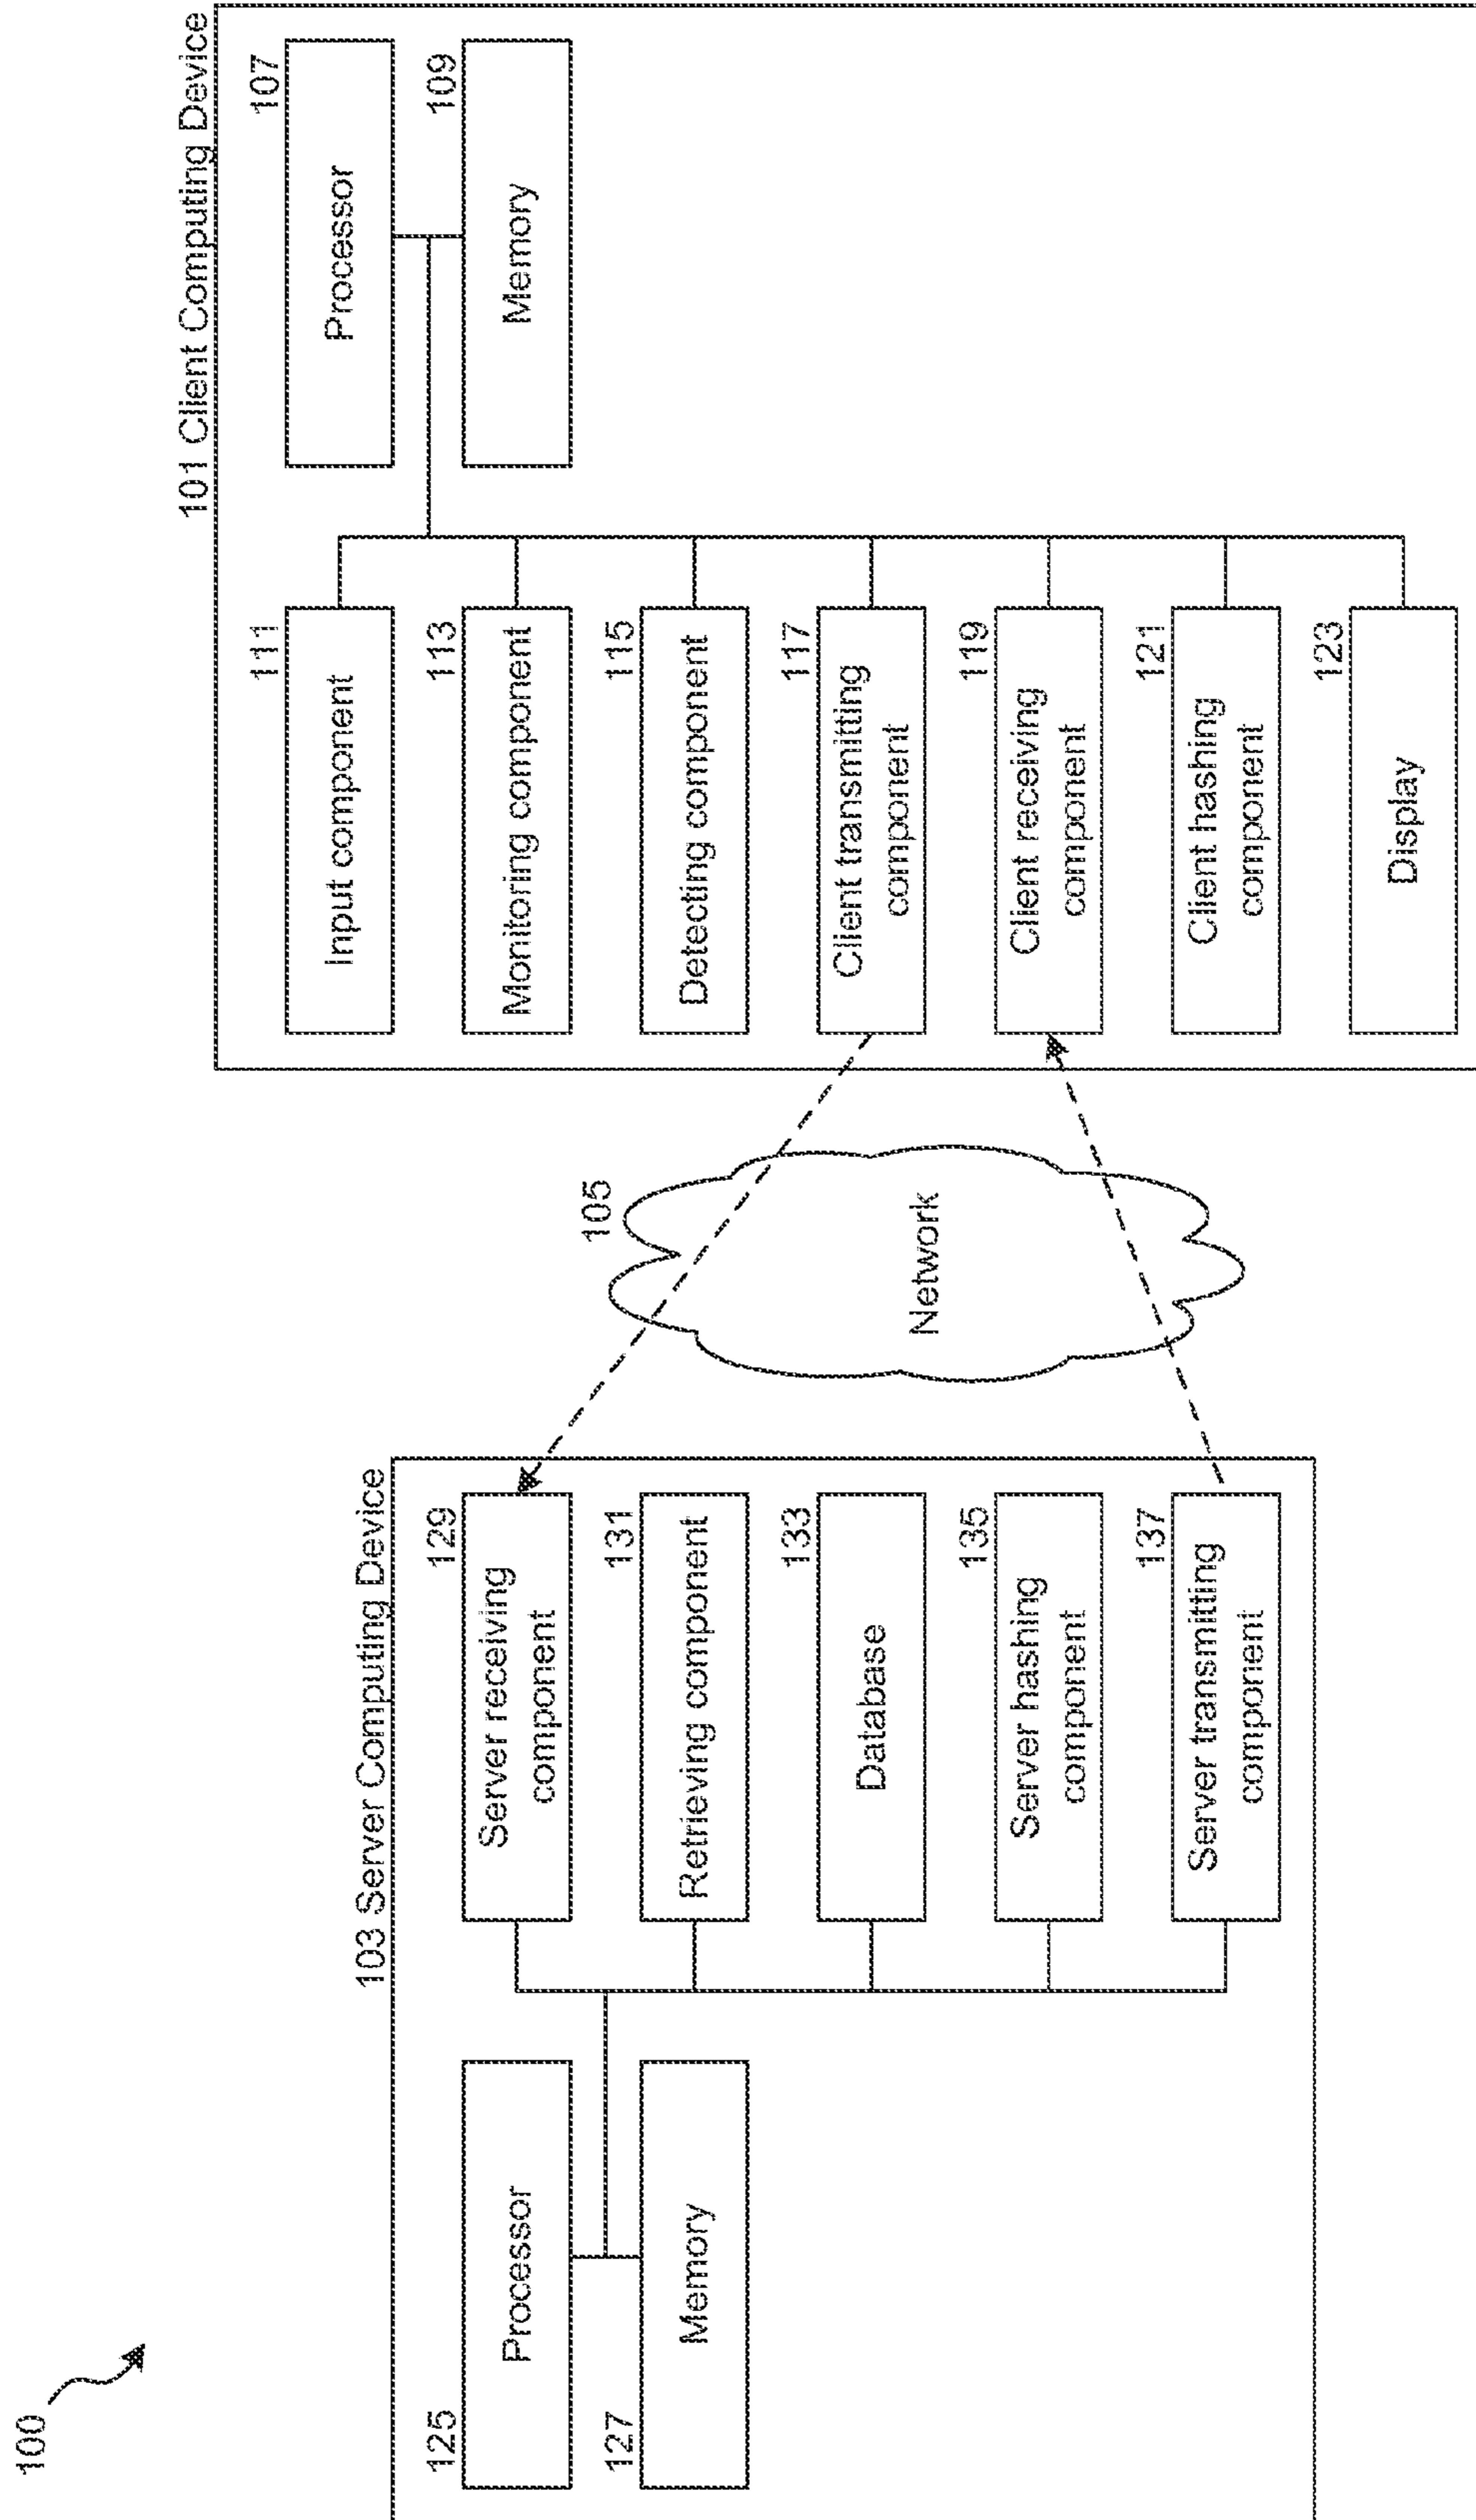 100
103 Server Computing Device
125
Processor
127
Memory
129
Server receiving
component
131
Retrieving component
133
Database
135
Server hashing
component
137
Server transmitting
component
105
Network
101 Client Computing Device
111
Input component
113
Monitoring component
115
Detecting component
117
Client transmitting
component
119
Client receiving
component
121
Client hashing
component
123
Display
107
Processor
109
Memory